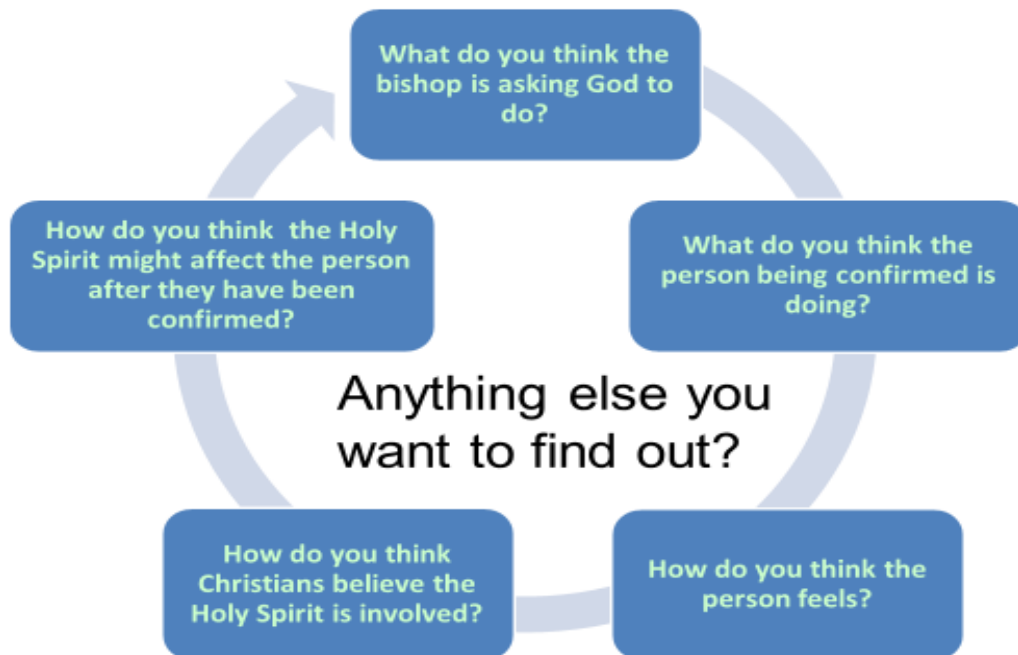 What do you think the
bishop is asking God to
do?
What do you think the
person being confirmed is
doing?
How do you think the
person feels?
How do you think
Christians believe the
Holy Spirit is involved?
How do you think  the Holy
Spirit might affect the person
after they have been
confirmed?
Anything else you
want to find out?